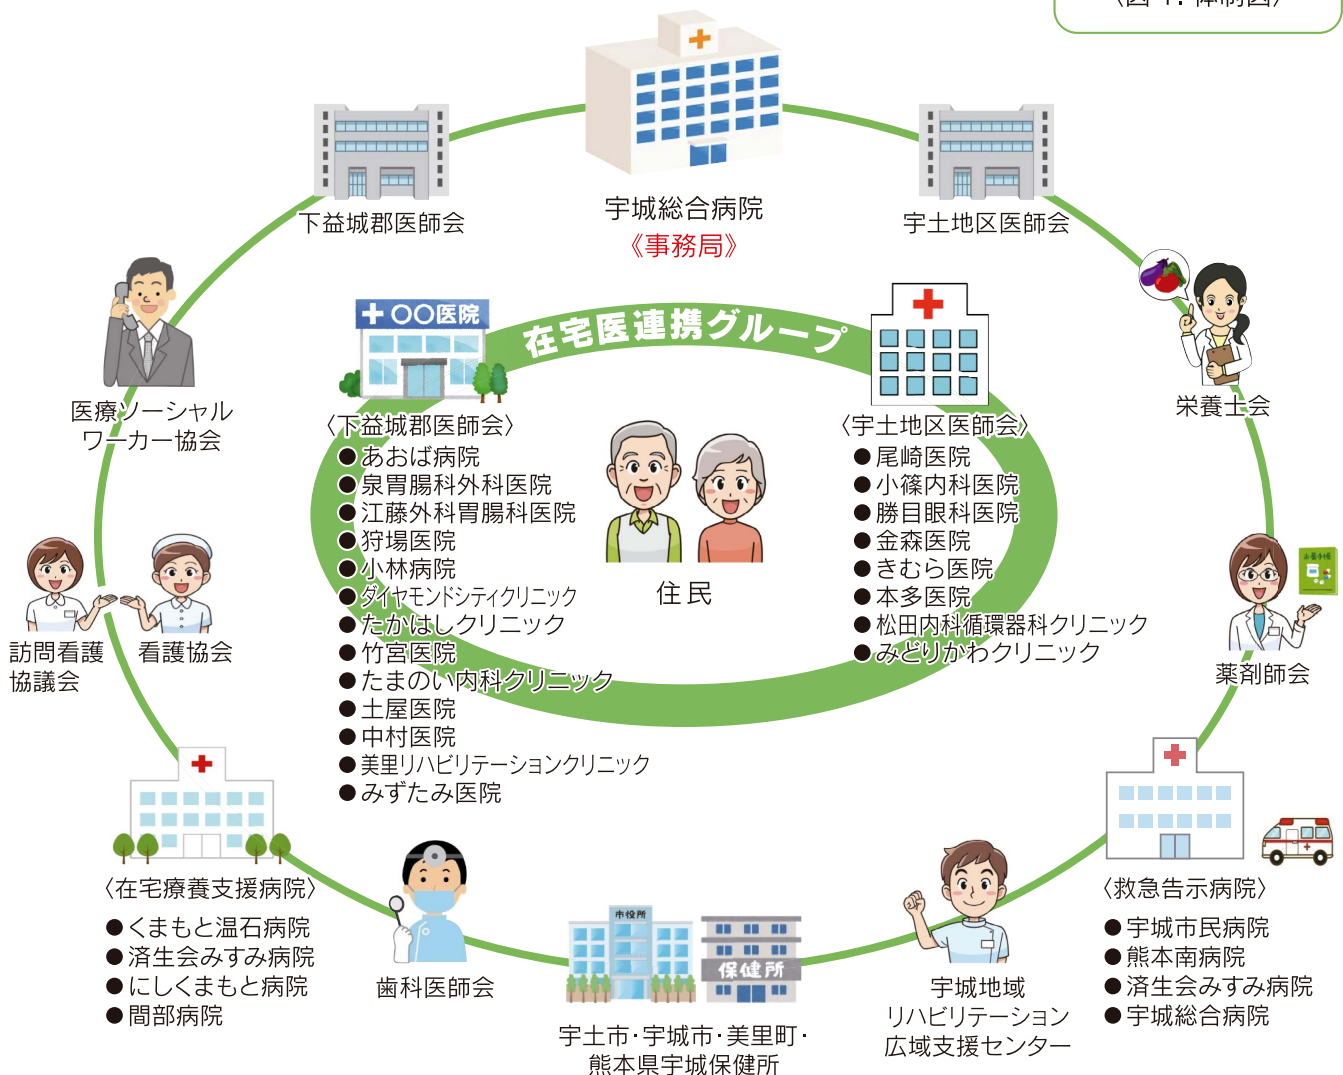 〈図1:体制図〉
宇城総合病院
《事務局》
下益城郡医師会
宇土地区医師会
医療ソーシャル
ワーカー協会
栄養士会
訪問看護
協議会
看護協会
薬剤師会
在宅医連携グループ
〇〇医院
〈下益城郡医師会〉
●あおば病院
●泉胃腸科外科医院
●江藤外科胃腸科医院
●狩場医院
●小林病院
●ダイヤモンドシティクリニック
●たかはしクリニック
●竹宮医院
●たまのい内科クリニック
●土屋医院
●中村医院
●美里リハビリテーションクリニック
●みずたみ医院
住民
〈宇土地区医師会〉
●尾崎医院
●小篠内科医院
●勝目眼科医院
●金森医院
●きむら医院
●本多医院
●松田内科循環器科クリニック
●みどりかわクリニック
〈在宅療養支援病院〉
●くまもと温石病院
●済生会みすみ病院
●にしくまもと病院
●間部病院
歯科医師会
市役所
保健所
宇土市・宇城市・美里町・
熊本県宇城保健所
宇城地域
リハビリテーション
広域支援センター
〈救急告示病院〉
●宇城市民病院
●熊本南病院
●済生会みすみ病院
●宇城総合病院